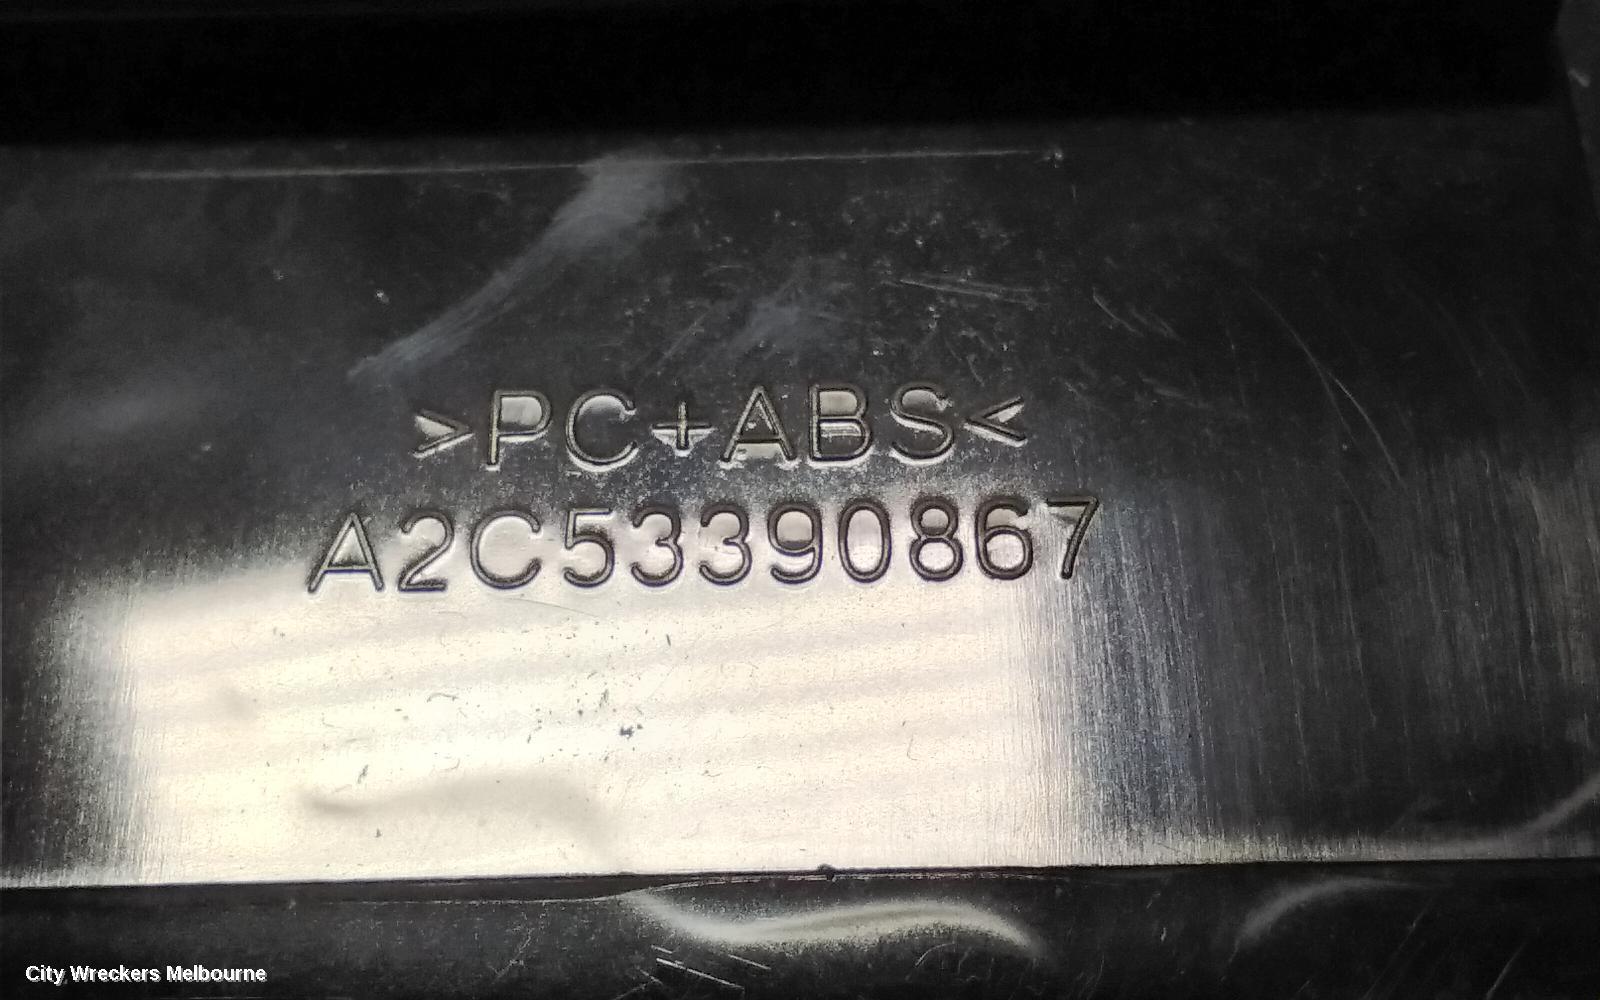 >PC+ABS<
A2C53390867
City Wreckers Melbourne